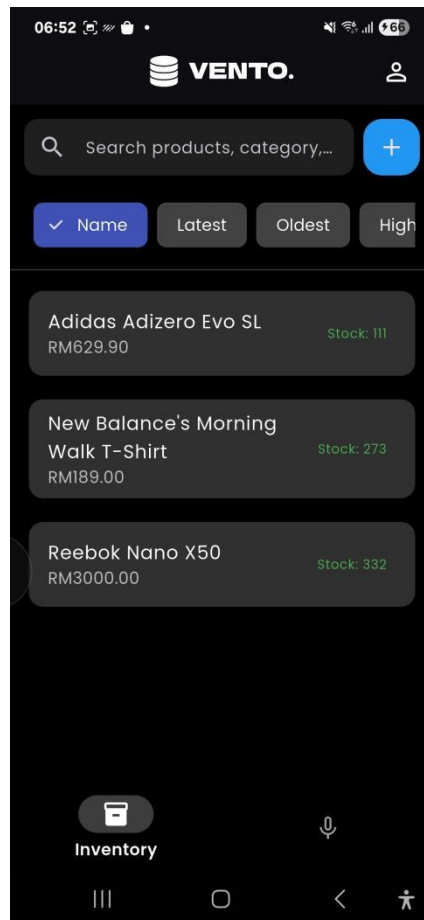 06:52 66
VENTO.
Search products, category,...
Name Latest Oldest High
Adidas Adizero Evo SL
RM629.90
Stock: 111
New Balance's Morning
Walk T-Shirt
RM189.00
Stock: 273
Reebok Nano X50
RM3000.00
Stock: 332
Inventory